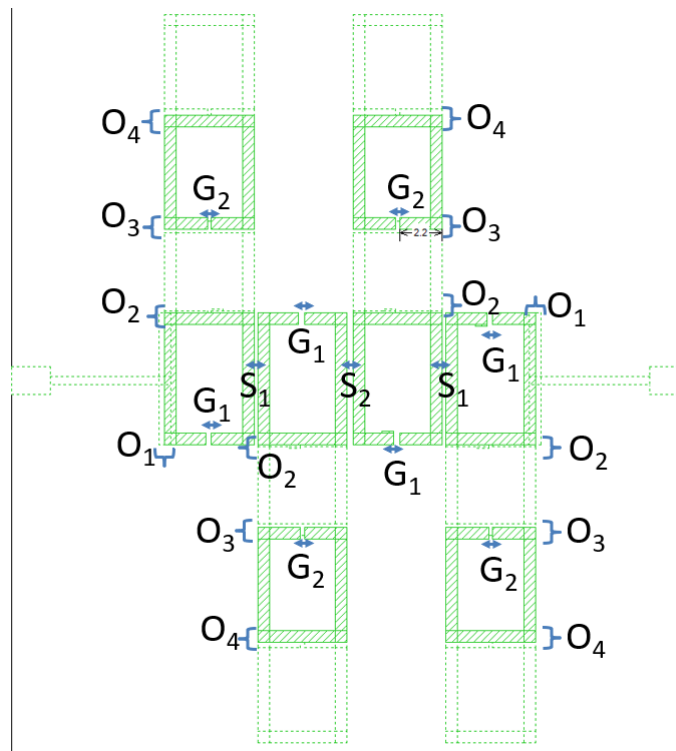 O4 O4
G2 G2
O3 O3
2.2
O2 O2 O1
G1 G1
S1 S2 S1
G1
O1 O2 G1 O2
O3 O3
G2 G2
O4 O4